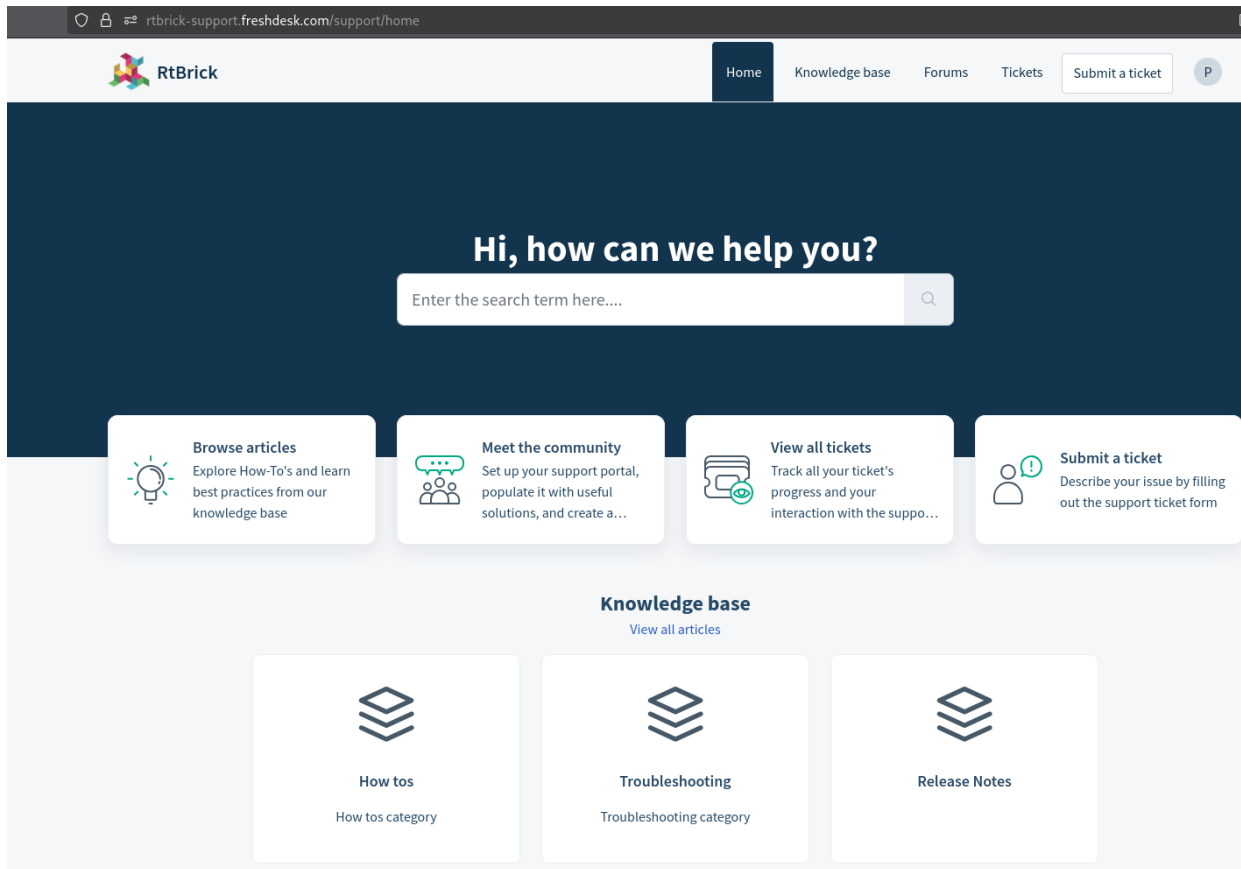 rtbrick-support.freshdesk.com/support/home
RtBrick
Home
Knowledge base
Forums
Tickets
Submit a ticket
P
Hi, how can we help you?
Enter the search term here....
Browse articles
Explore How-To's and learn
best practices from our
knowledge base
Meet the community
Set up your support portal,
populate it with useful
solutions, and create a...
View all tickets
Track all your ticket's
progress and your
interaction with the suppo...
Submit a ticket
Describe your issue by filling
out the support ticket form
Knowledge base
View all articles
How tos
How tos category
Troubleshooting
Troubleshooting category
Release Notes